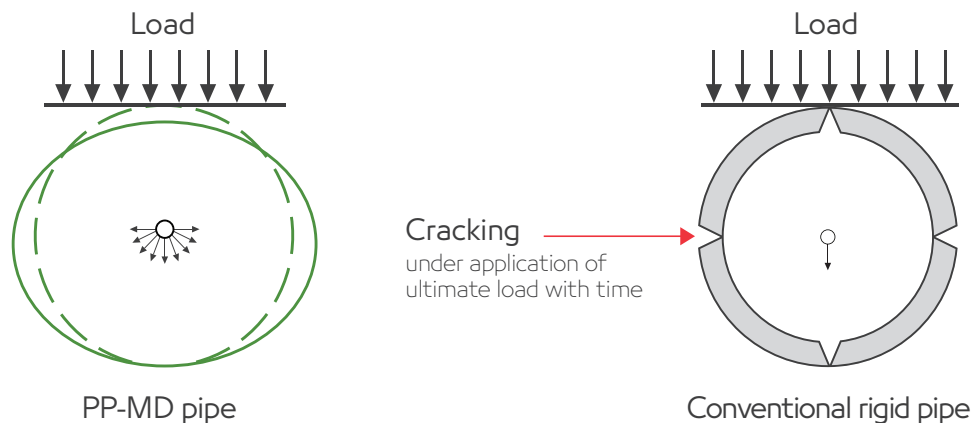 Load
Load
Cracking
under application of
ultimate load with time
PP-MD pipe
Conventional rigid pipe